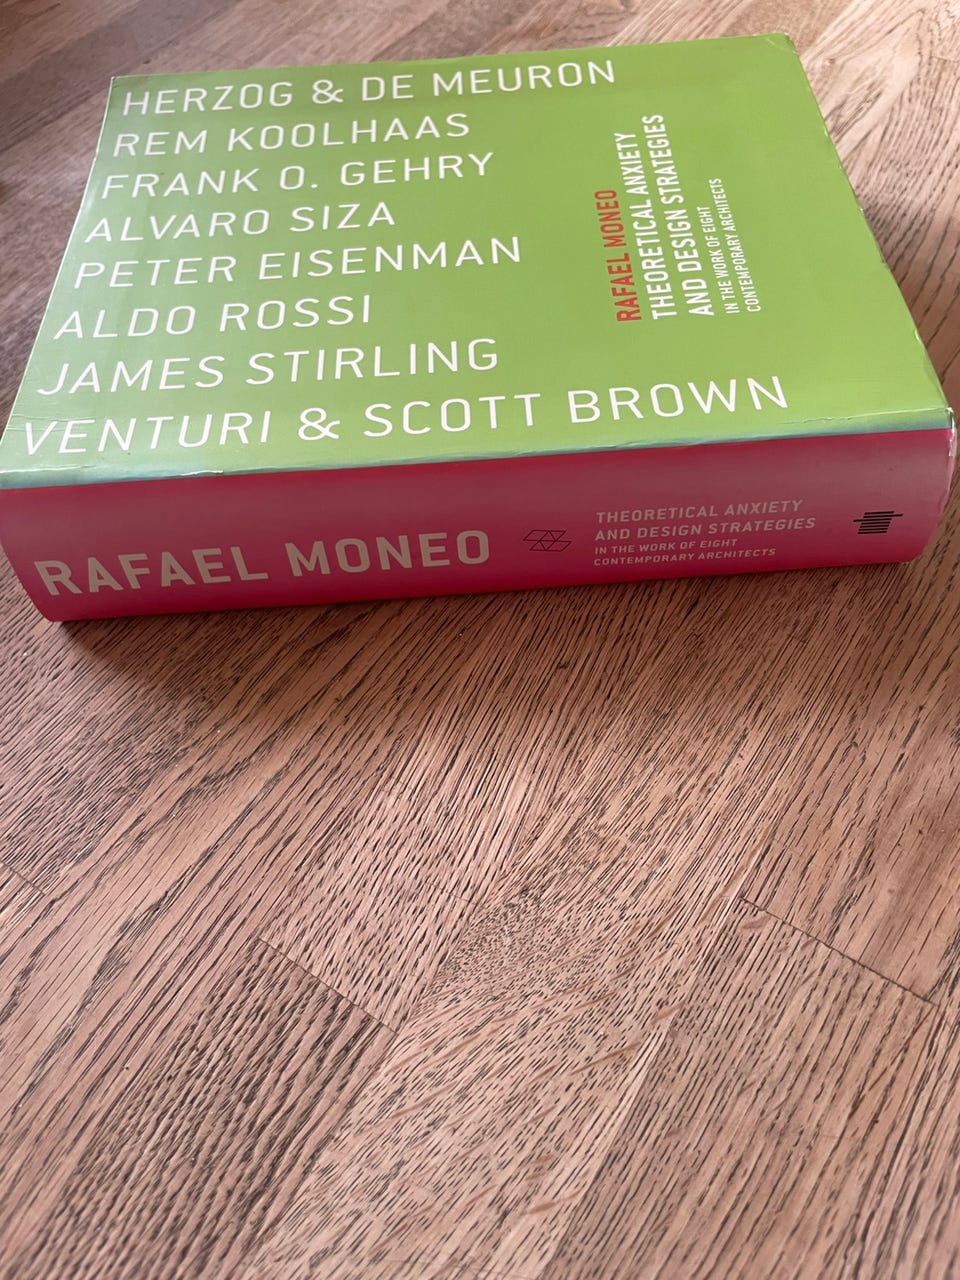 HERZOG & DE MEURON
REM KOOLHAAS
FRANK O. GEHRY
ALVARO SIZA
PETER EISENMAN
ALDO ROSSI
JAMES STIRLING
VENTURI & SCOTT BROWN
RAFAEL MONEO
THEORETICAL ANXIETY
AND DESIGN STRATEGIES
IN THE WORK OF EIGHT
CONTEMPORARY ARCHITECTS
RAFAEL MONEO
THEORETICAL ANXIETY
AND DESIGN STRATEGIES
IN THE WORK OF EIGHT
CONTEMPORARY ARCHITECTS